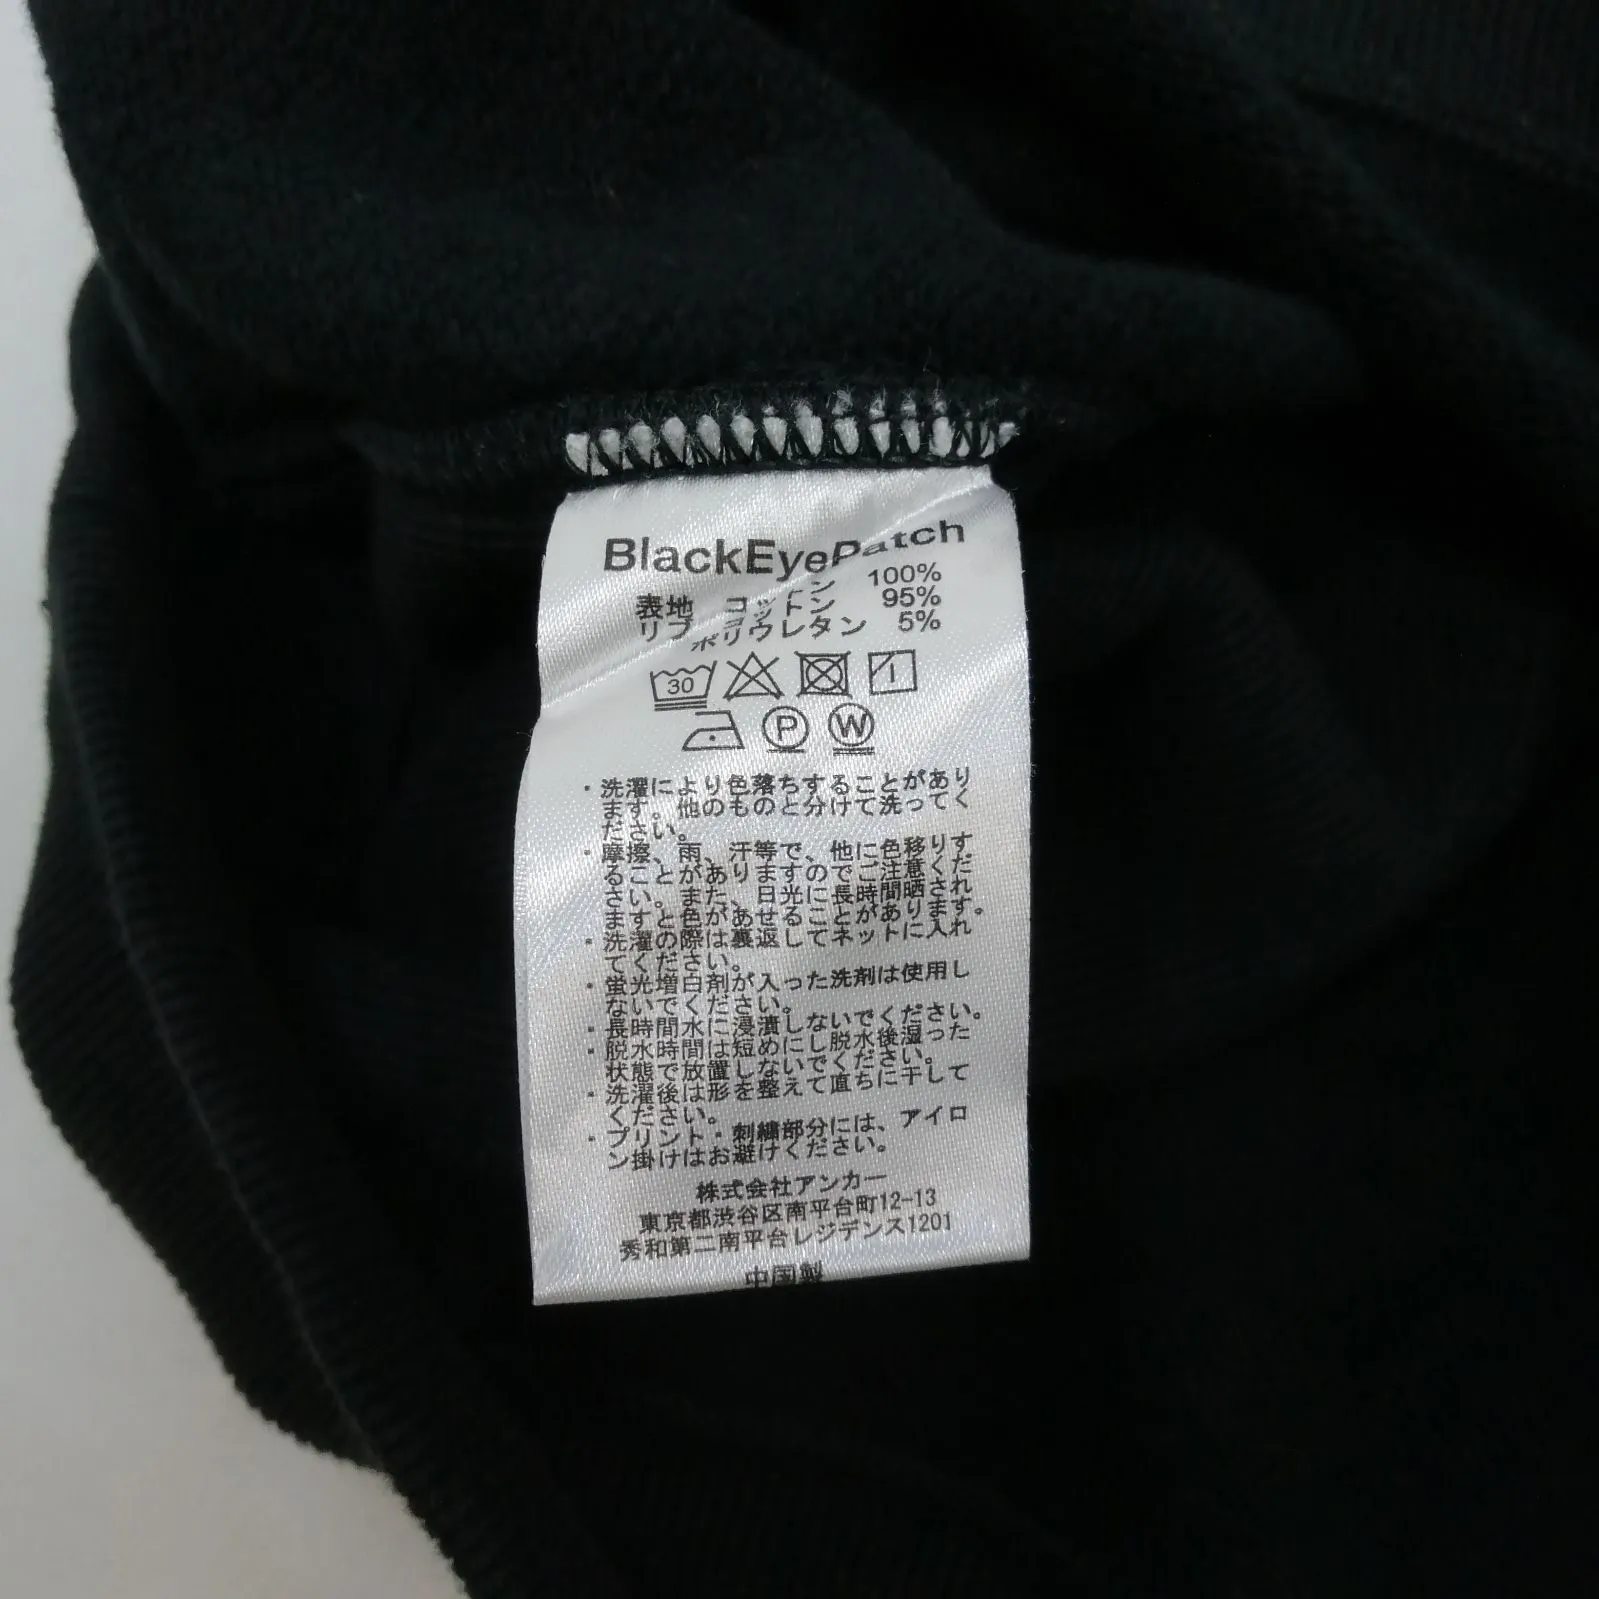 BlackEyePatch
表地 コットン 100%
リブ コットン 95%
ポリウレタン 5%
30
P W
・洗濯により色落ちすることがあり
ます。他のものと分けて洗ってく
ださい。
・摩擦、雨、汗等で、他に色移りす
ることがありますのでご注意くだ
さい。また、日光に長時間晒され
ますと色があせることがあります。
・洗濯の際は裏返してネットに入れ
てください。
・蛍光増白剤が入った洗剤は使用し
ないでください。
・長時間水に浸漬しないでください。
・脱水時間は短めにし脱水後湿った
状態で放置しないでください。
・洗濯後は形を整えて直ちに干して
ください。
・プリント・刺繍部分には、アイロ
ン掛けはお避けください。
株式会社アンカー
東京都渋谷区南平台町12-13
秀和第二南平台レジデンス1201
中国製